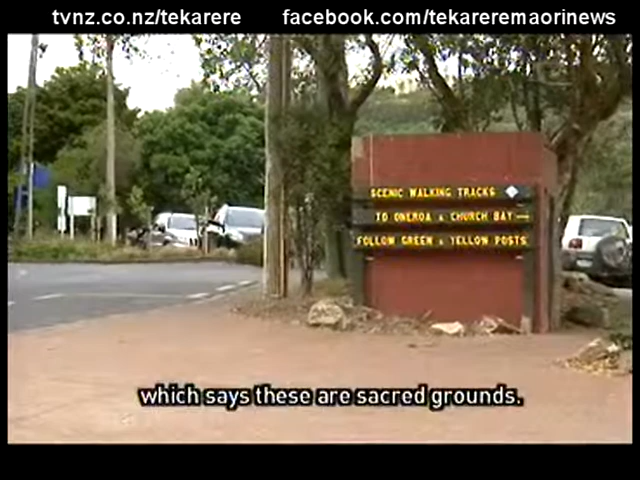 tvnz.co.nz/tekarere facebook.com/tekareremaorinews
SCENIC WALKING TRACKS
TO ONEROA & CHURCH BAY
FOLLOW GREEN & YELLOW POSTS
which says these are sacred grounds.